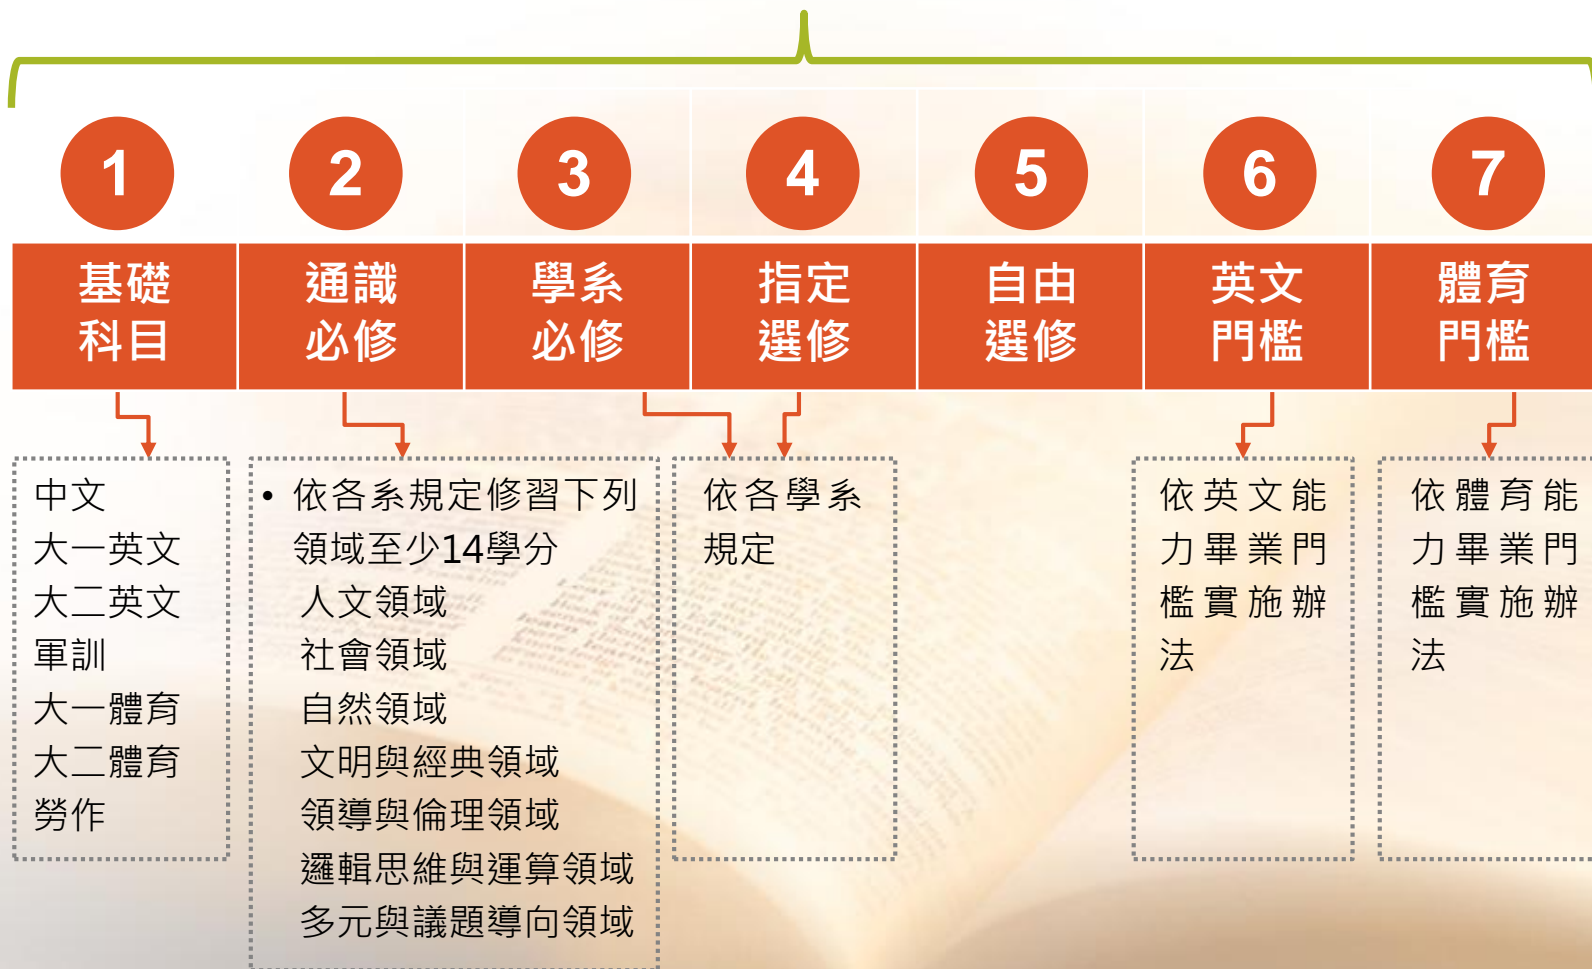 1
2
3
4
5
6
7
基礎
科目
通識
必修
學系
必修
指定
選修
自由
選修
英文
門檻
體育
門檻
中文
大一英文
大二英文
軍訓
大一體育
大二體育
勞作
• 依各系規定修習下列
領域至少14學分
人文領域
社會領域
自然領域
文明與經典領域
領導與倫理領域
邏輯思維與運算領域
多元與議題導向領域
依各學系
規定
依英文能
力畢業門
檻實施辦
法
依體育能
力畢業門
檻實施辦
法